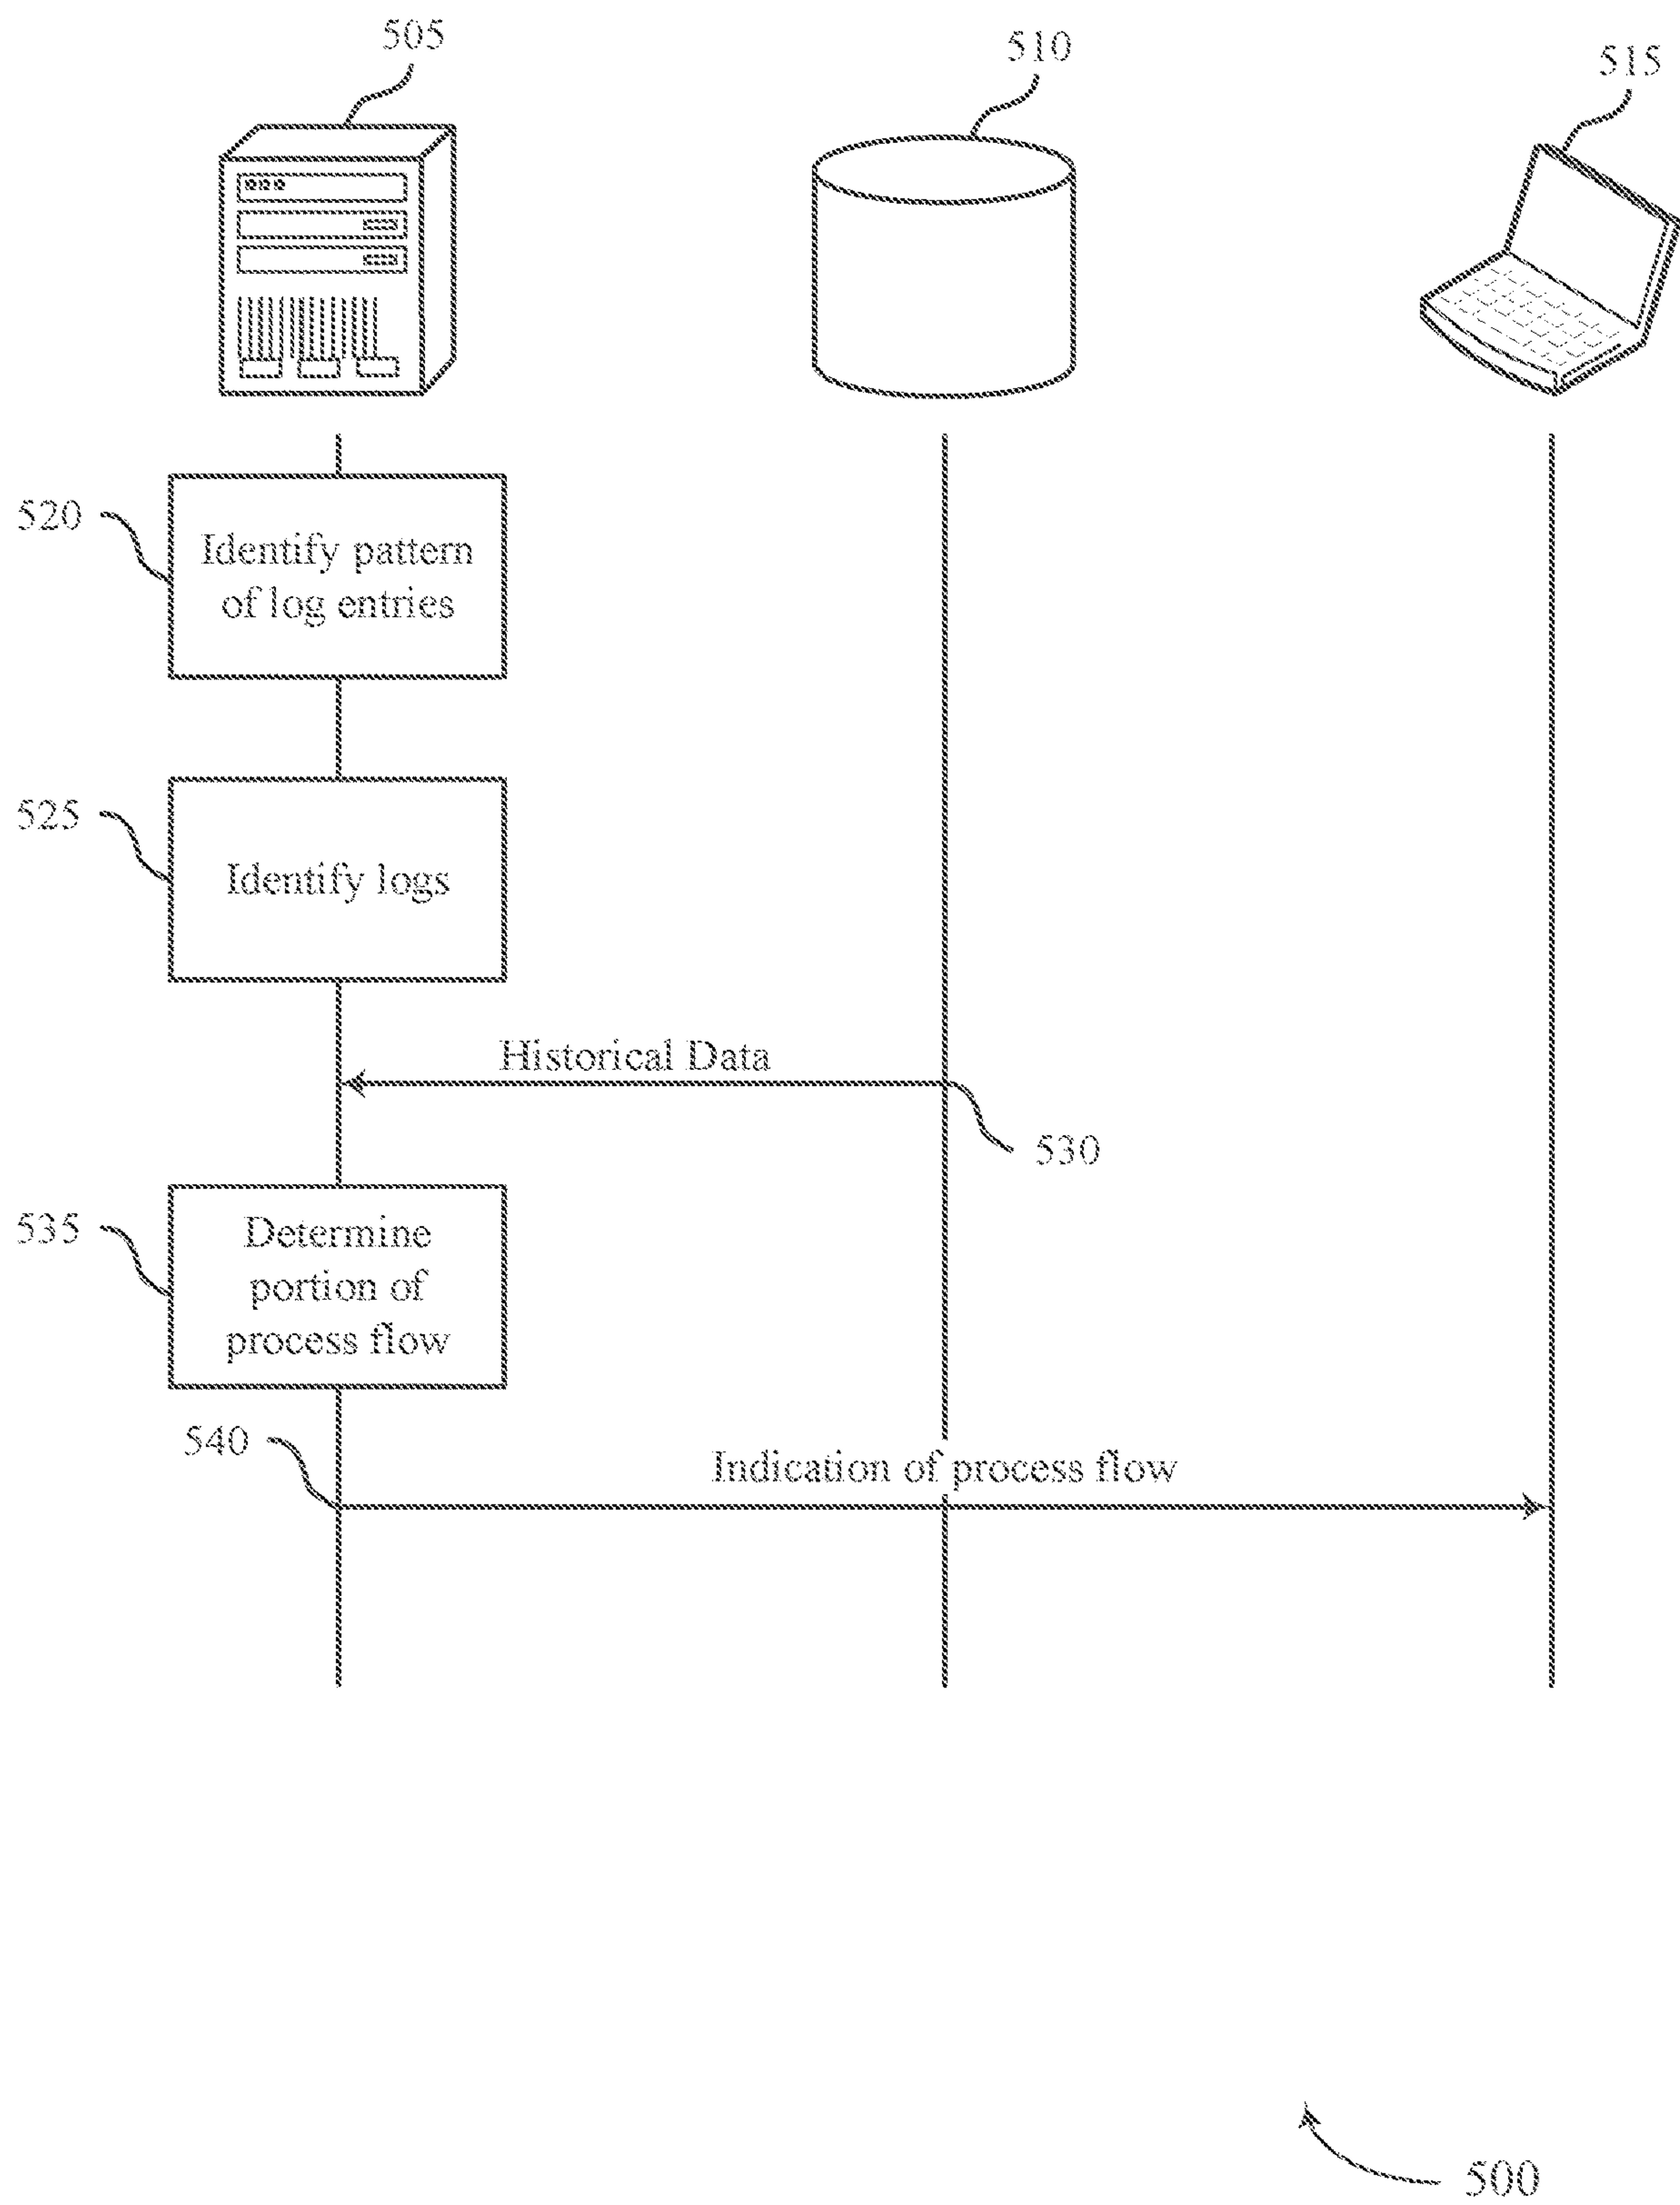 505
510
515
520
Identify pattern
of log entries
525
Identify logs
Historical Data
530
535
Determine
portion of
process flow
540
Indication of process flow
500